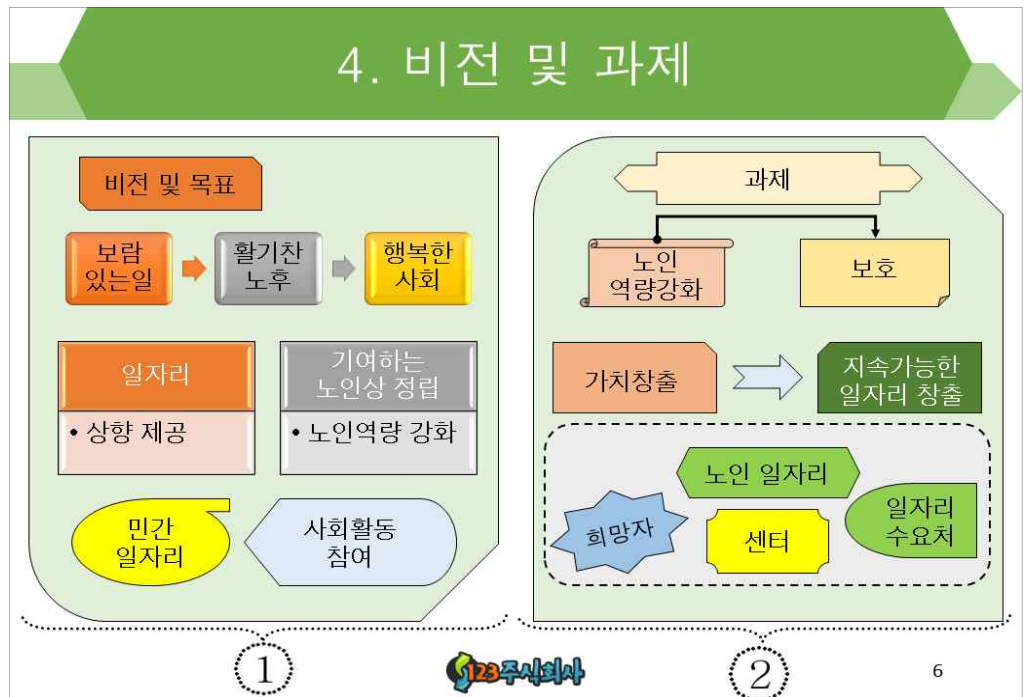 4. 비전 및 과제
비전 및 목표
보람
있는일
활기찬
노후
행복한
사회
일자리
• 상향 제공
기여하는
노인상 정립
• 노인역량 강화
민간
일자리
사회활동
참여
1
과제
노인
역량강화
보호
가치창출
지속가능한
일자리 창출
노인 일자리
희망자
센터
일자리
수요처
2
123주식회사
6